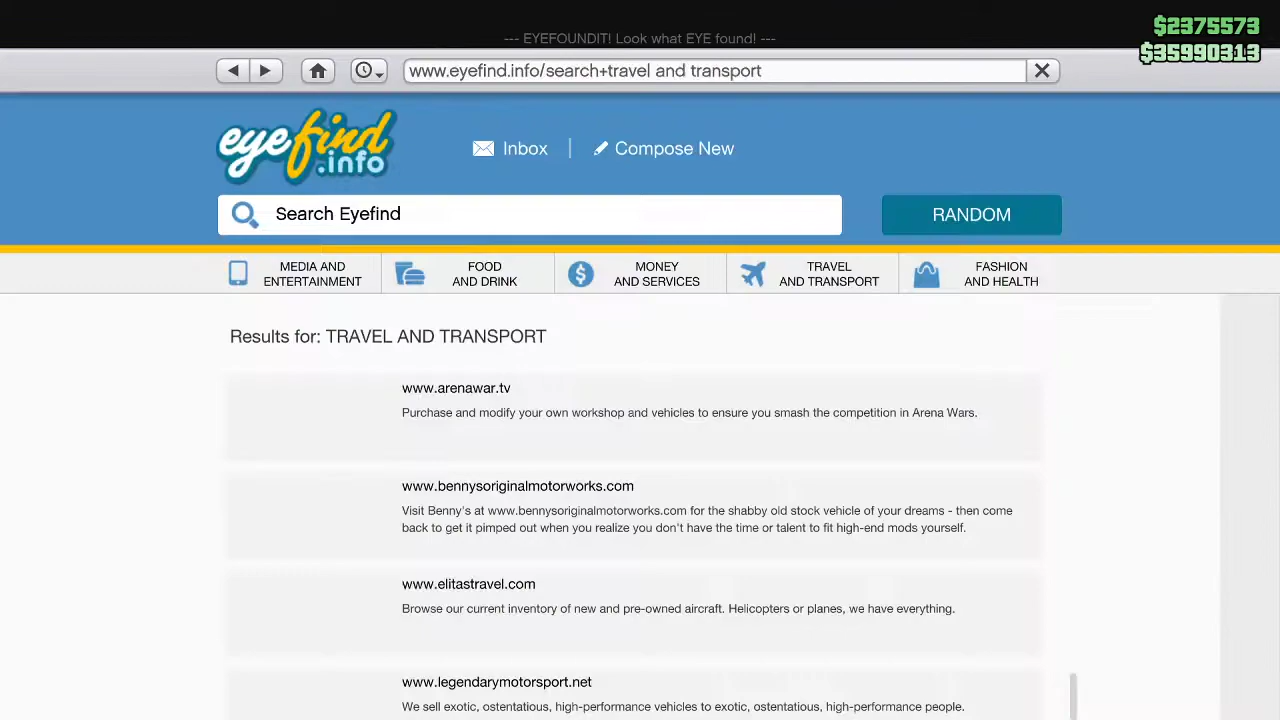 $2375573
--- EYEFOUNDIT! Look what EYE found! ---
$35990313
www.eyefind.info/search+travel and transport
eyefind
.info
Inbox | Compose New
Search Eyefind
RANDOM
MEDIA AND
ENTERTAINMENT
FOOD
AND DRINK
MONEY
AND SERVICES
TRAVEL
AND TRANSPORT
FASHION
AND HEALTH
Results for: TRAVEL AND TRANSPORT
www.arenawar.tv
Purchase and modify your own workshop and vehicles to ensure you smash the competition in Arena Wars.
www.bennysoriginalmotorworks.com
Visit Benny's at www.bennysoriginalmotorworks.com for the shabby old stock vehicle of your dreams - then come
back to get it pimped out when you realize you don't have the time or talent to fit high-end mods yourself.
www.elitastravel.com
Browse our current inventory of new and pre-owned aircraft. Helicopters or planes, we have everything.
www.legendarymotorsport.net
We sell exotic, ostentatious, high-performance vehicles to exotic, ostentatious, high-performance people.